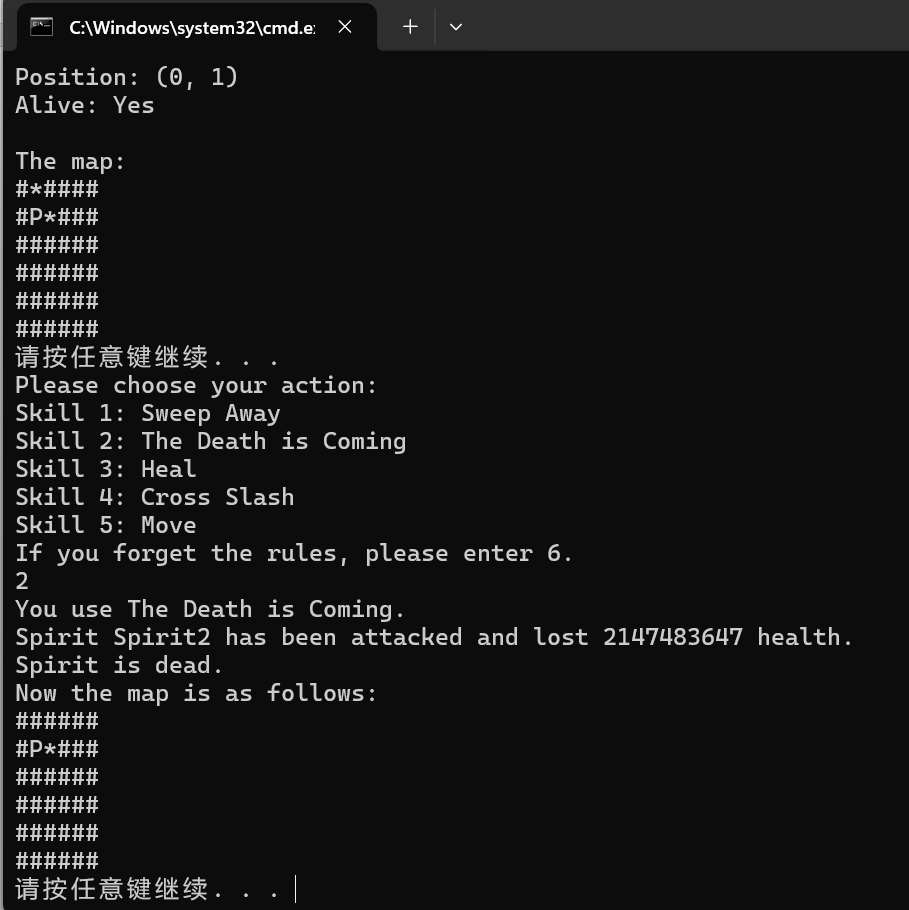 C:\Windows\system32\cmd.e
Position: (0, 1)
Alive: Yes
The map:
#*####
#P*###
######
######
######
######
请按任意键继续. . .
Please choose your action:
Skill 1: Sweep Away
Skill 2: The Death is Coming
Skill 3: Heal
Skill 4: Cross Slash
Skill 5: Move
If you forget the rules, please enter 6.
2
You use The Death is Coming.
Spirit Spirit2 has been attacked and lost 2147483647 health.
Spirit is dead.
Now the map is as follows:
######
#P*###
######
######
######
######
请按任意键继续. . .